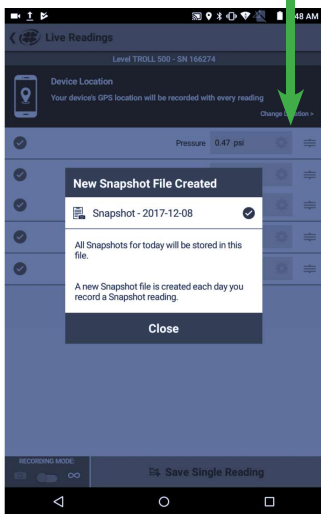 48 AM
Live Readings
Level TROLL 500 - SN 166274
Device Location
Your device's GPS location will be recorded with every reading
Change >
Pressure 0.47 psi
New Snapshot File Created
Snapshot - 2017-12-08
All Snapshots for today will be stored in this
file.
A new Snapshot file is created each day you
record a Snapshot reading.
Close
RECORDING MODE:
Save Single Reading